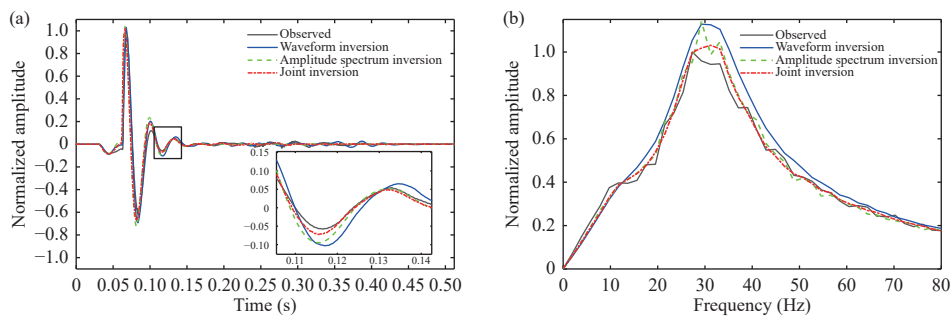 (a)
Normalized amplitude
1.0
0.8
0.6
0.4
0.2
0
−0.2
−0.4
−0.6
−0.8
−1.0
Observed
Waveform inversion
Amplitude spectrum inversion
Joint inversion
0.15
0.10
0.05
0
−0.05
−0.10
0.11 0.12 0.13 0.14
0 0.05 0.10 0.15 0.20 0.25 0.30 0.35 0.40 0.45 0.50
Time (s)
(b)
Normalized amplitude
1.2
1.0
0.8
0.6
0.4
0.2
0
Observed
Waveform inversion
Amplitude spectrum inversion
Joint inversion
0 10 20 30 40 50 60 70 80
Frequency (Hz)